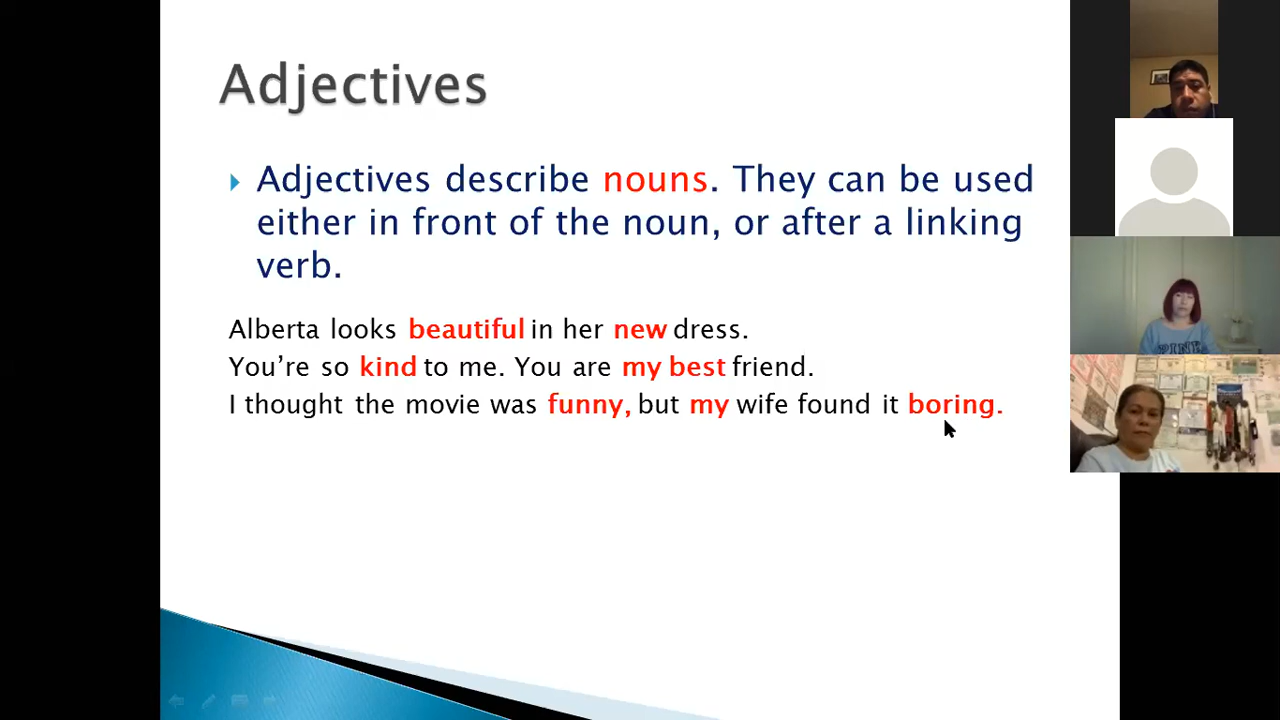 Adjectives
Adjectives describe nouns. They can be used
either in front of the noun, or after a linking
verb.
Alberta looks beautiful in her new dress.
You’re so kind to me. You are my best friend.
I thought the movie was funny, but my wife found it boring.
PINK